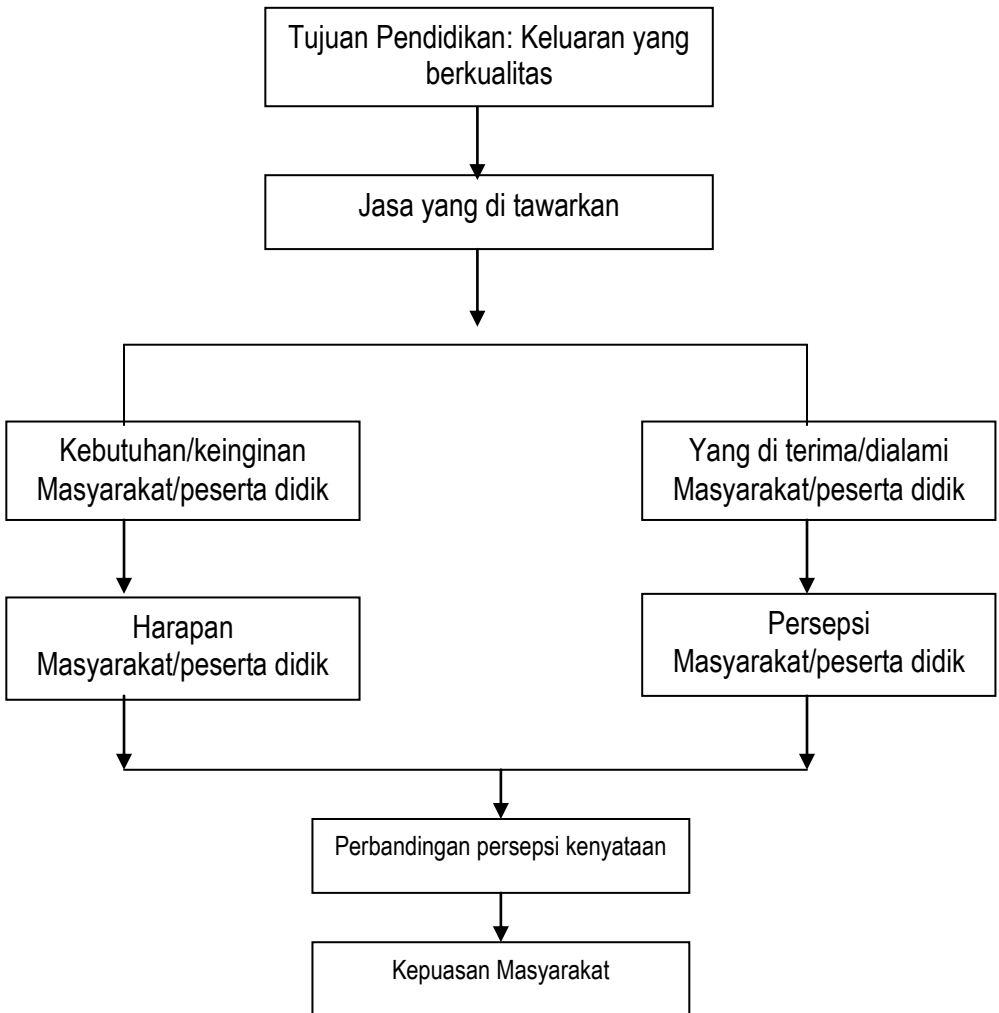 Tujuan Pendidikan: Keluaran yang
berkualitas
Jasa yang di tawarkan
Kebutuhan/keinginan
Masyarakat/peserta didik
Yang di terima/dialami
Masyarakat/peserta didik
Harapan
Masyarakat/peserta didik
Persepsi
Masyarakat/peserta didik
Perbandingan persepsi kenyataan
Kepuasan Masyarakat